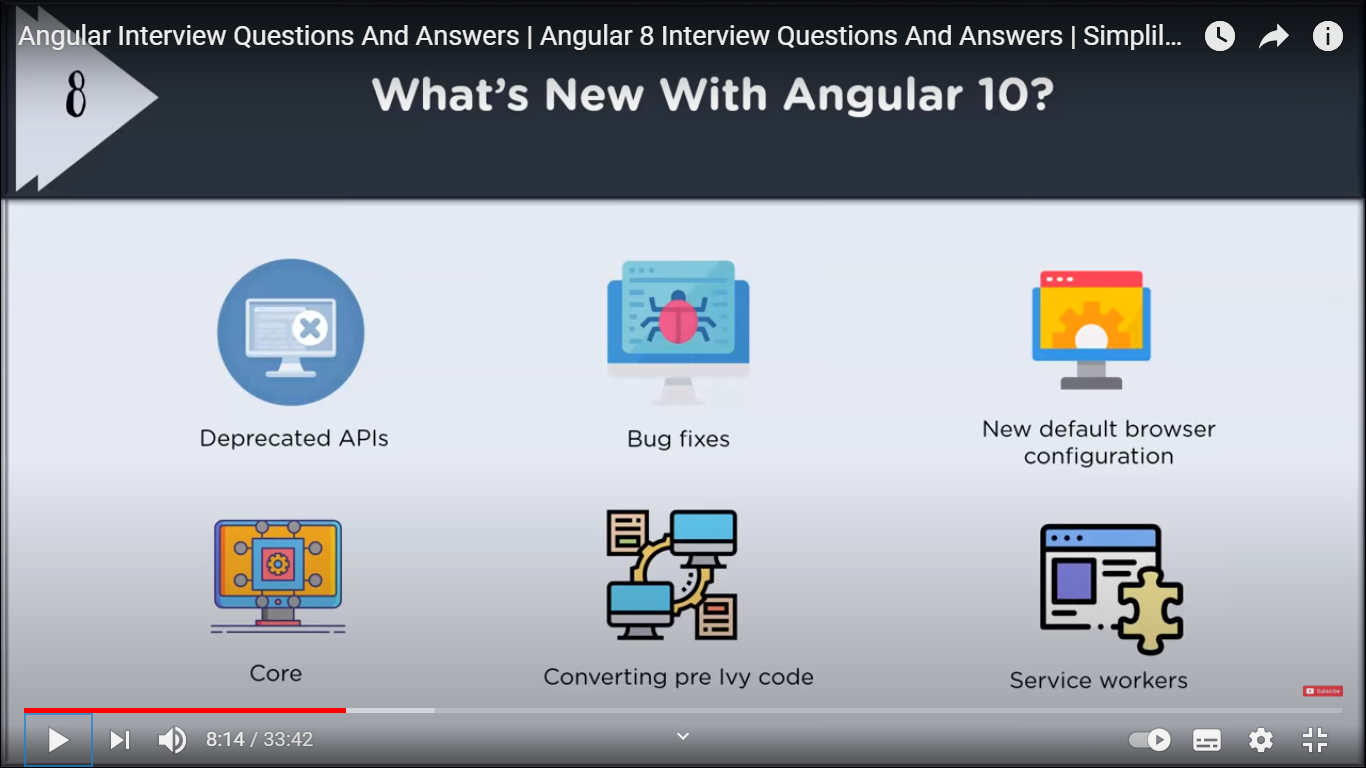 Angular Interview Questions And Answers | Angular 8 Interview Questions And Answers | Simplil...
8
What's New With Angular 10?
Deprecated APIs
Bug fixes
New default browser
configuration
Core
Converting pre Ivy code
Service workers
Subscribe
8:14 / 33:42